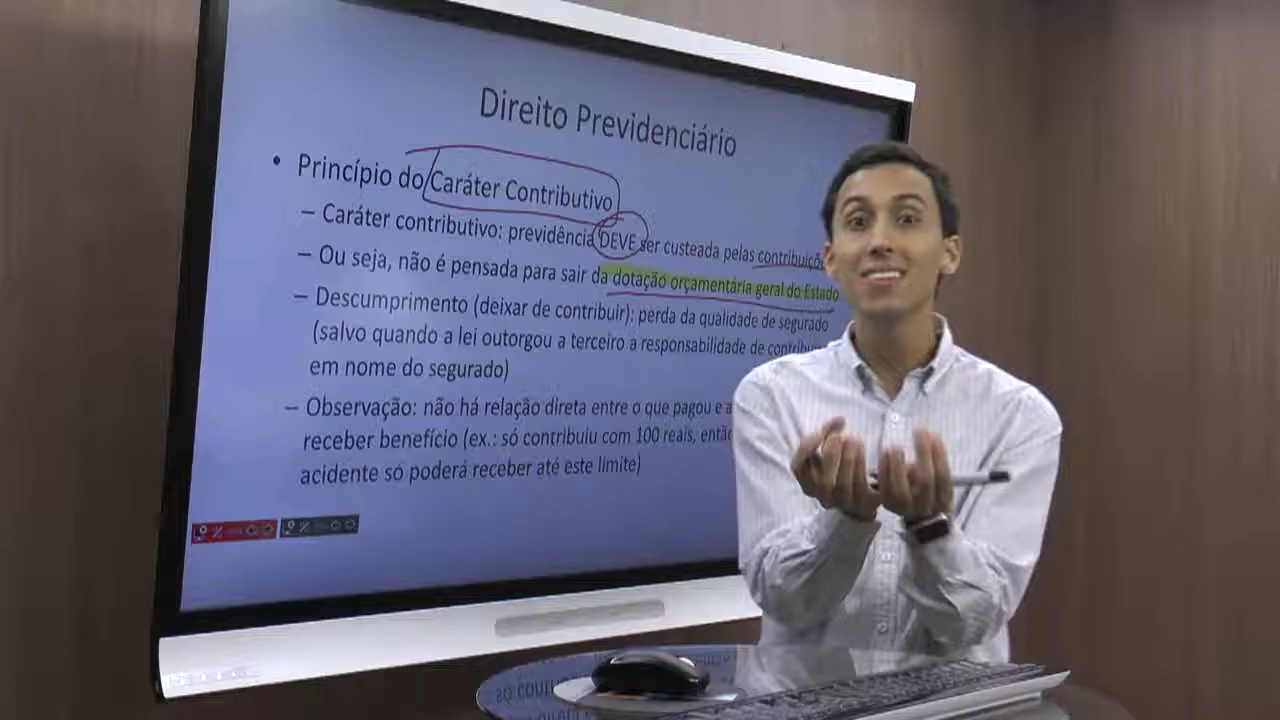 Direito Previdenciário
• Princípio do Caráter Contributivo
– Caráter contributivo: previdência DEVE ser custeada pelas
– Ou seja, não é pensada para sair da dotação orçamentária geral do Estado
– Descumprimento (deixar de contribuir): perda da qualidade de segurado
(salvo quando a lei outorgou a terceiro a responsabilidade de
em nome do segurado)
– Observação: não há relação direta entre o que pagou e a
receber benefício (ex.: só contribuiu com 100 reais, então
acidente só poderá receber até este limite)